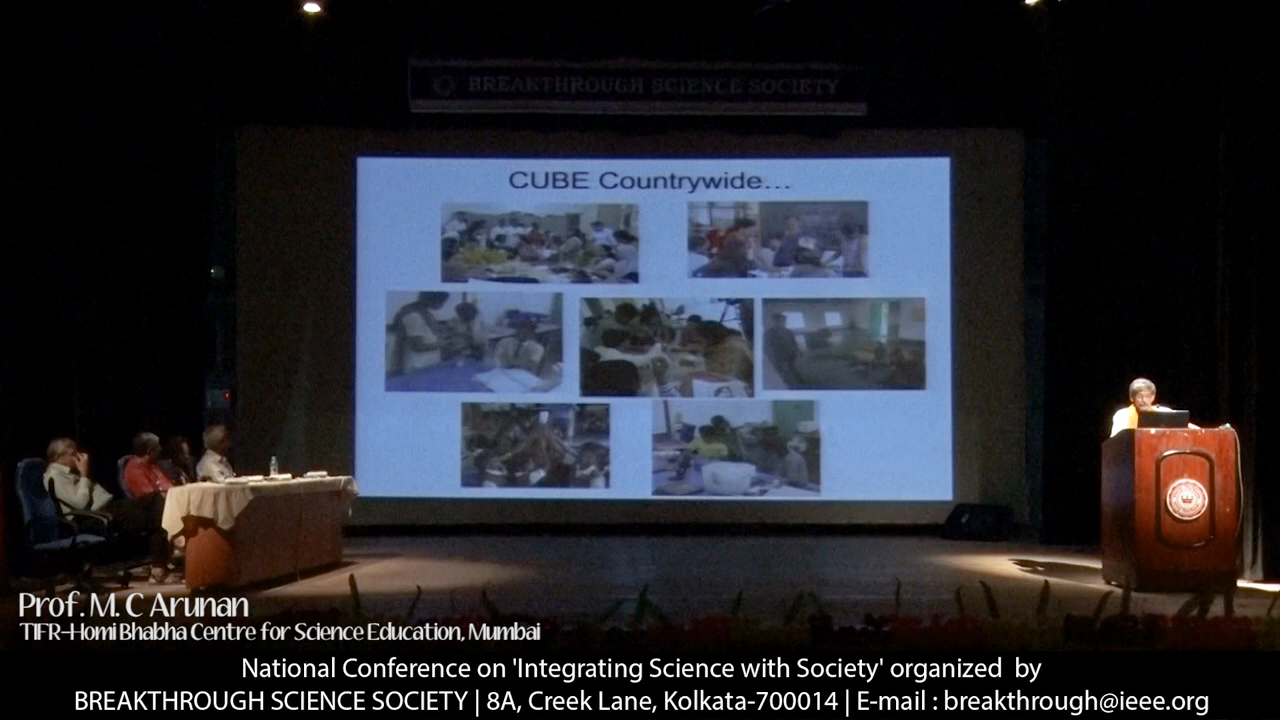 BREAKTHROUGH SCIENCE SOCIETY
CUBE Countrywide...
Prof. M. C Arunan
TIFR-Homi Bhabha Centre for Science Education, Mumbai
National Conference on 'Integrating Science with Society' organized by
BREAKTHROUGH SCIENCE SOCIETY | 8A, Creek Lane, Kolkata-700014 | E-mail : breakthrough@ieee.org